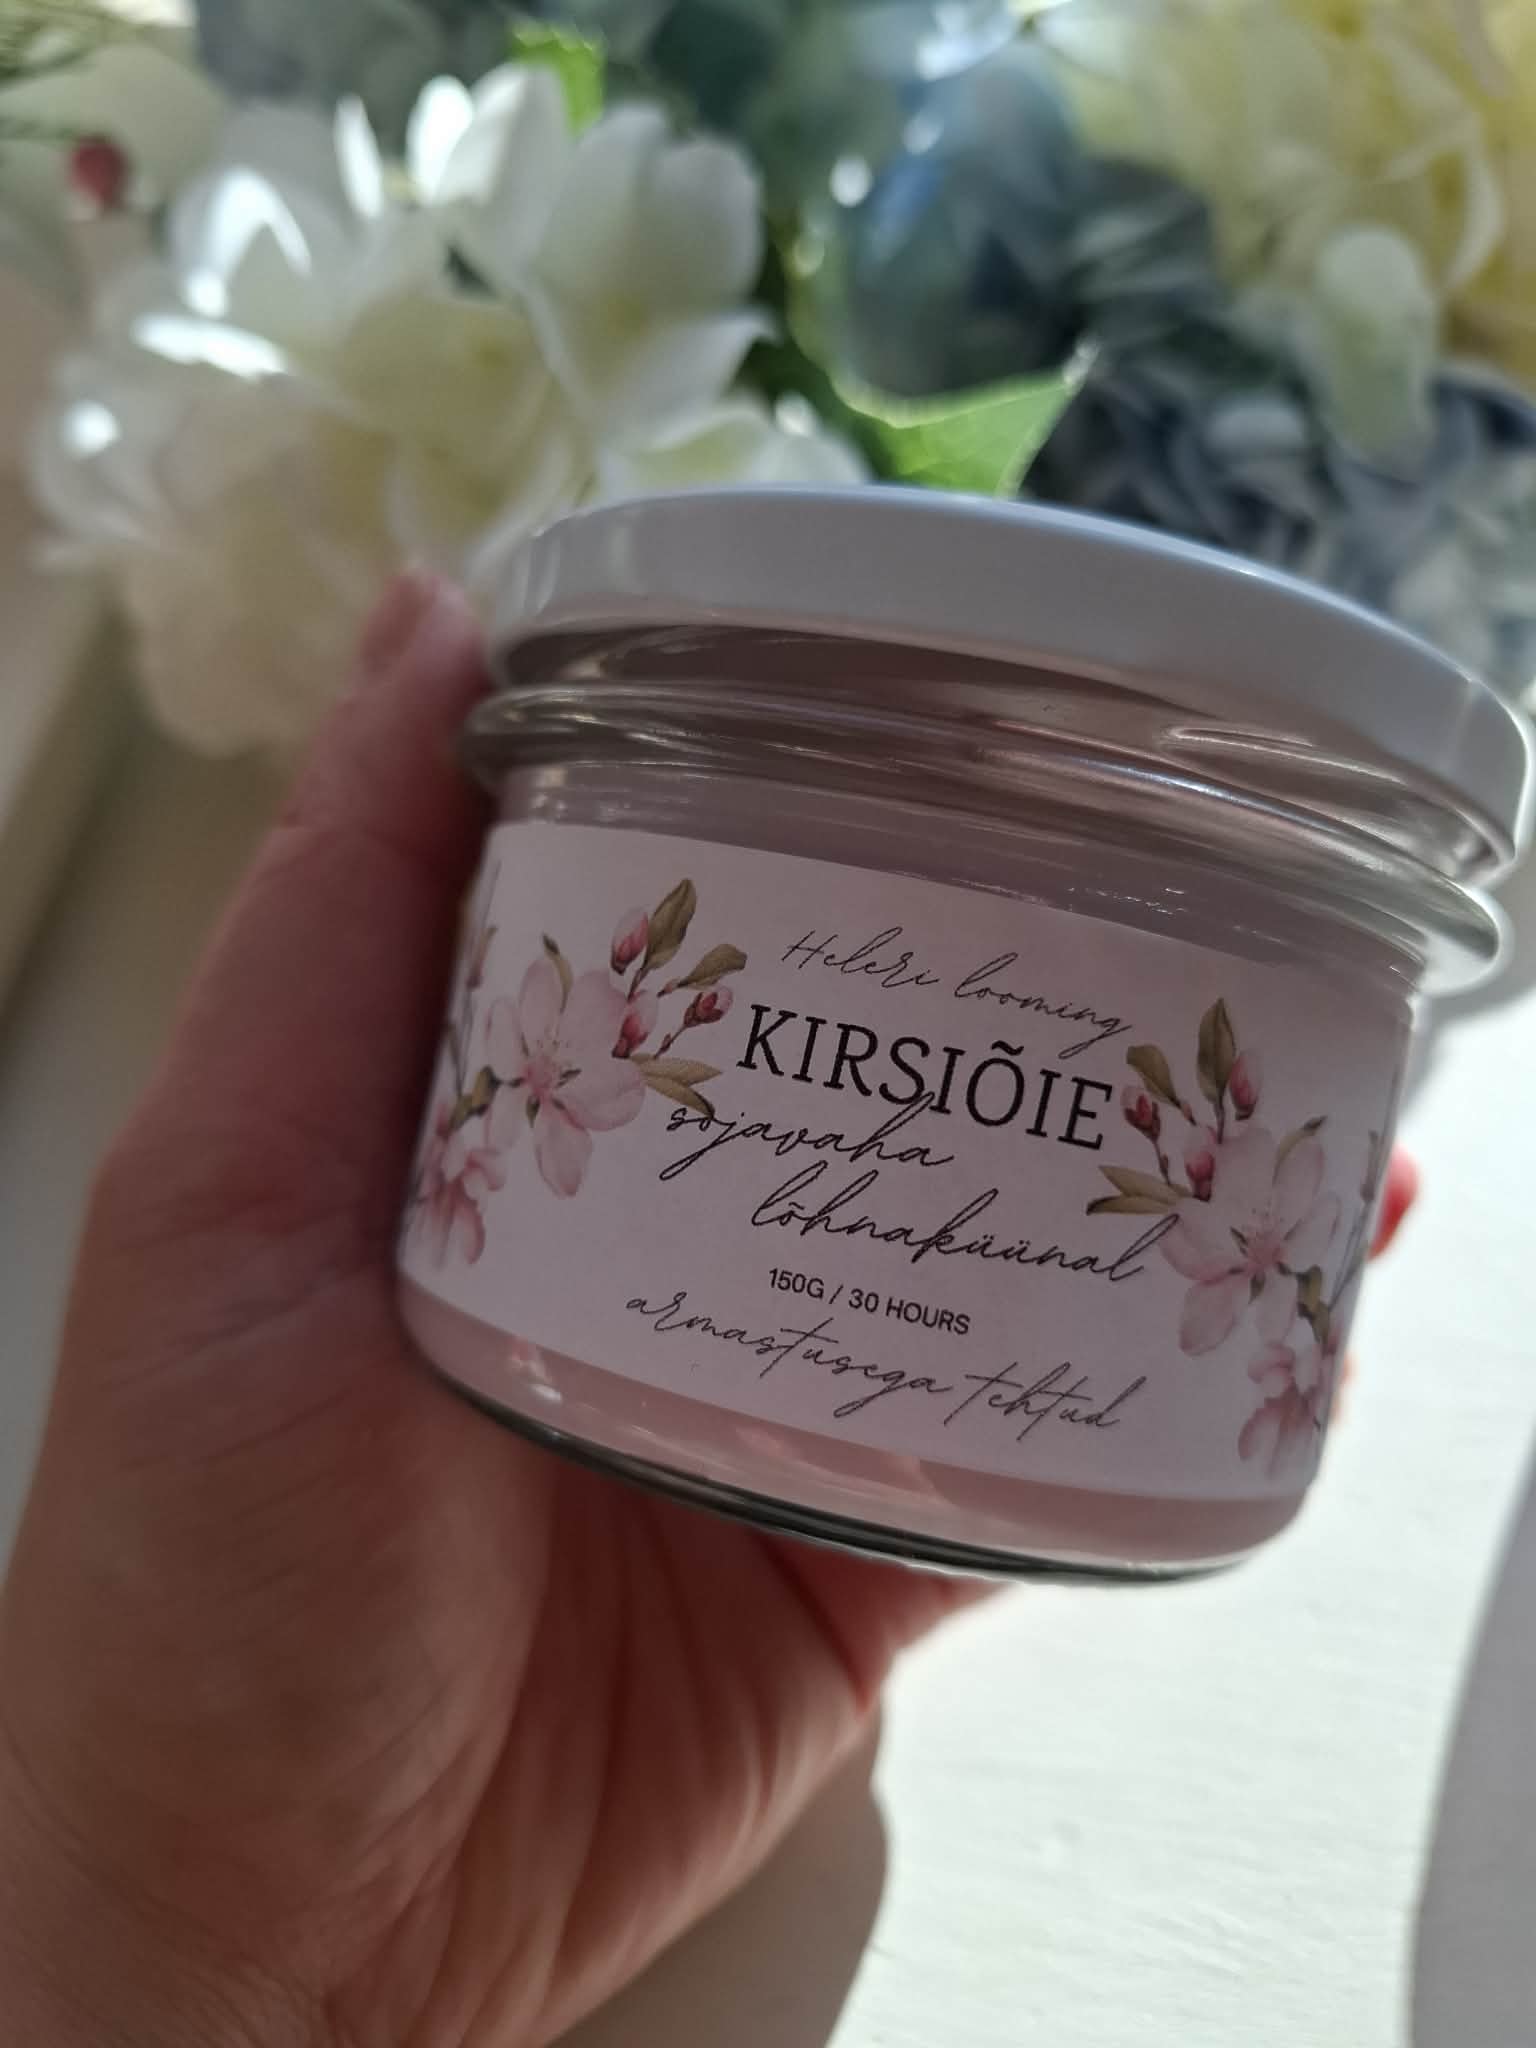 Heleri looming
KIRSIÕIE
sojavaha
lõhnaküünal
150G / 30 HOURS
armastusega tehtud